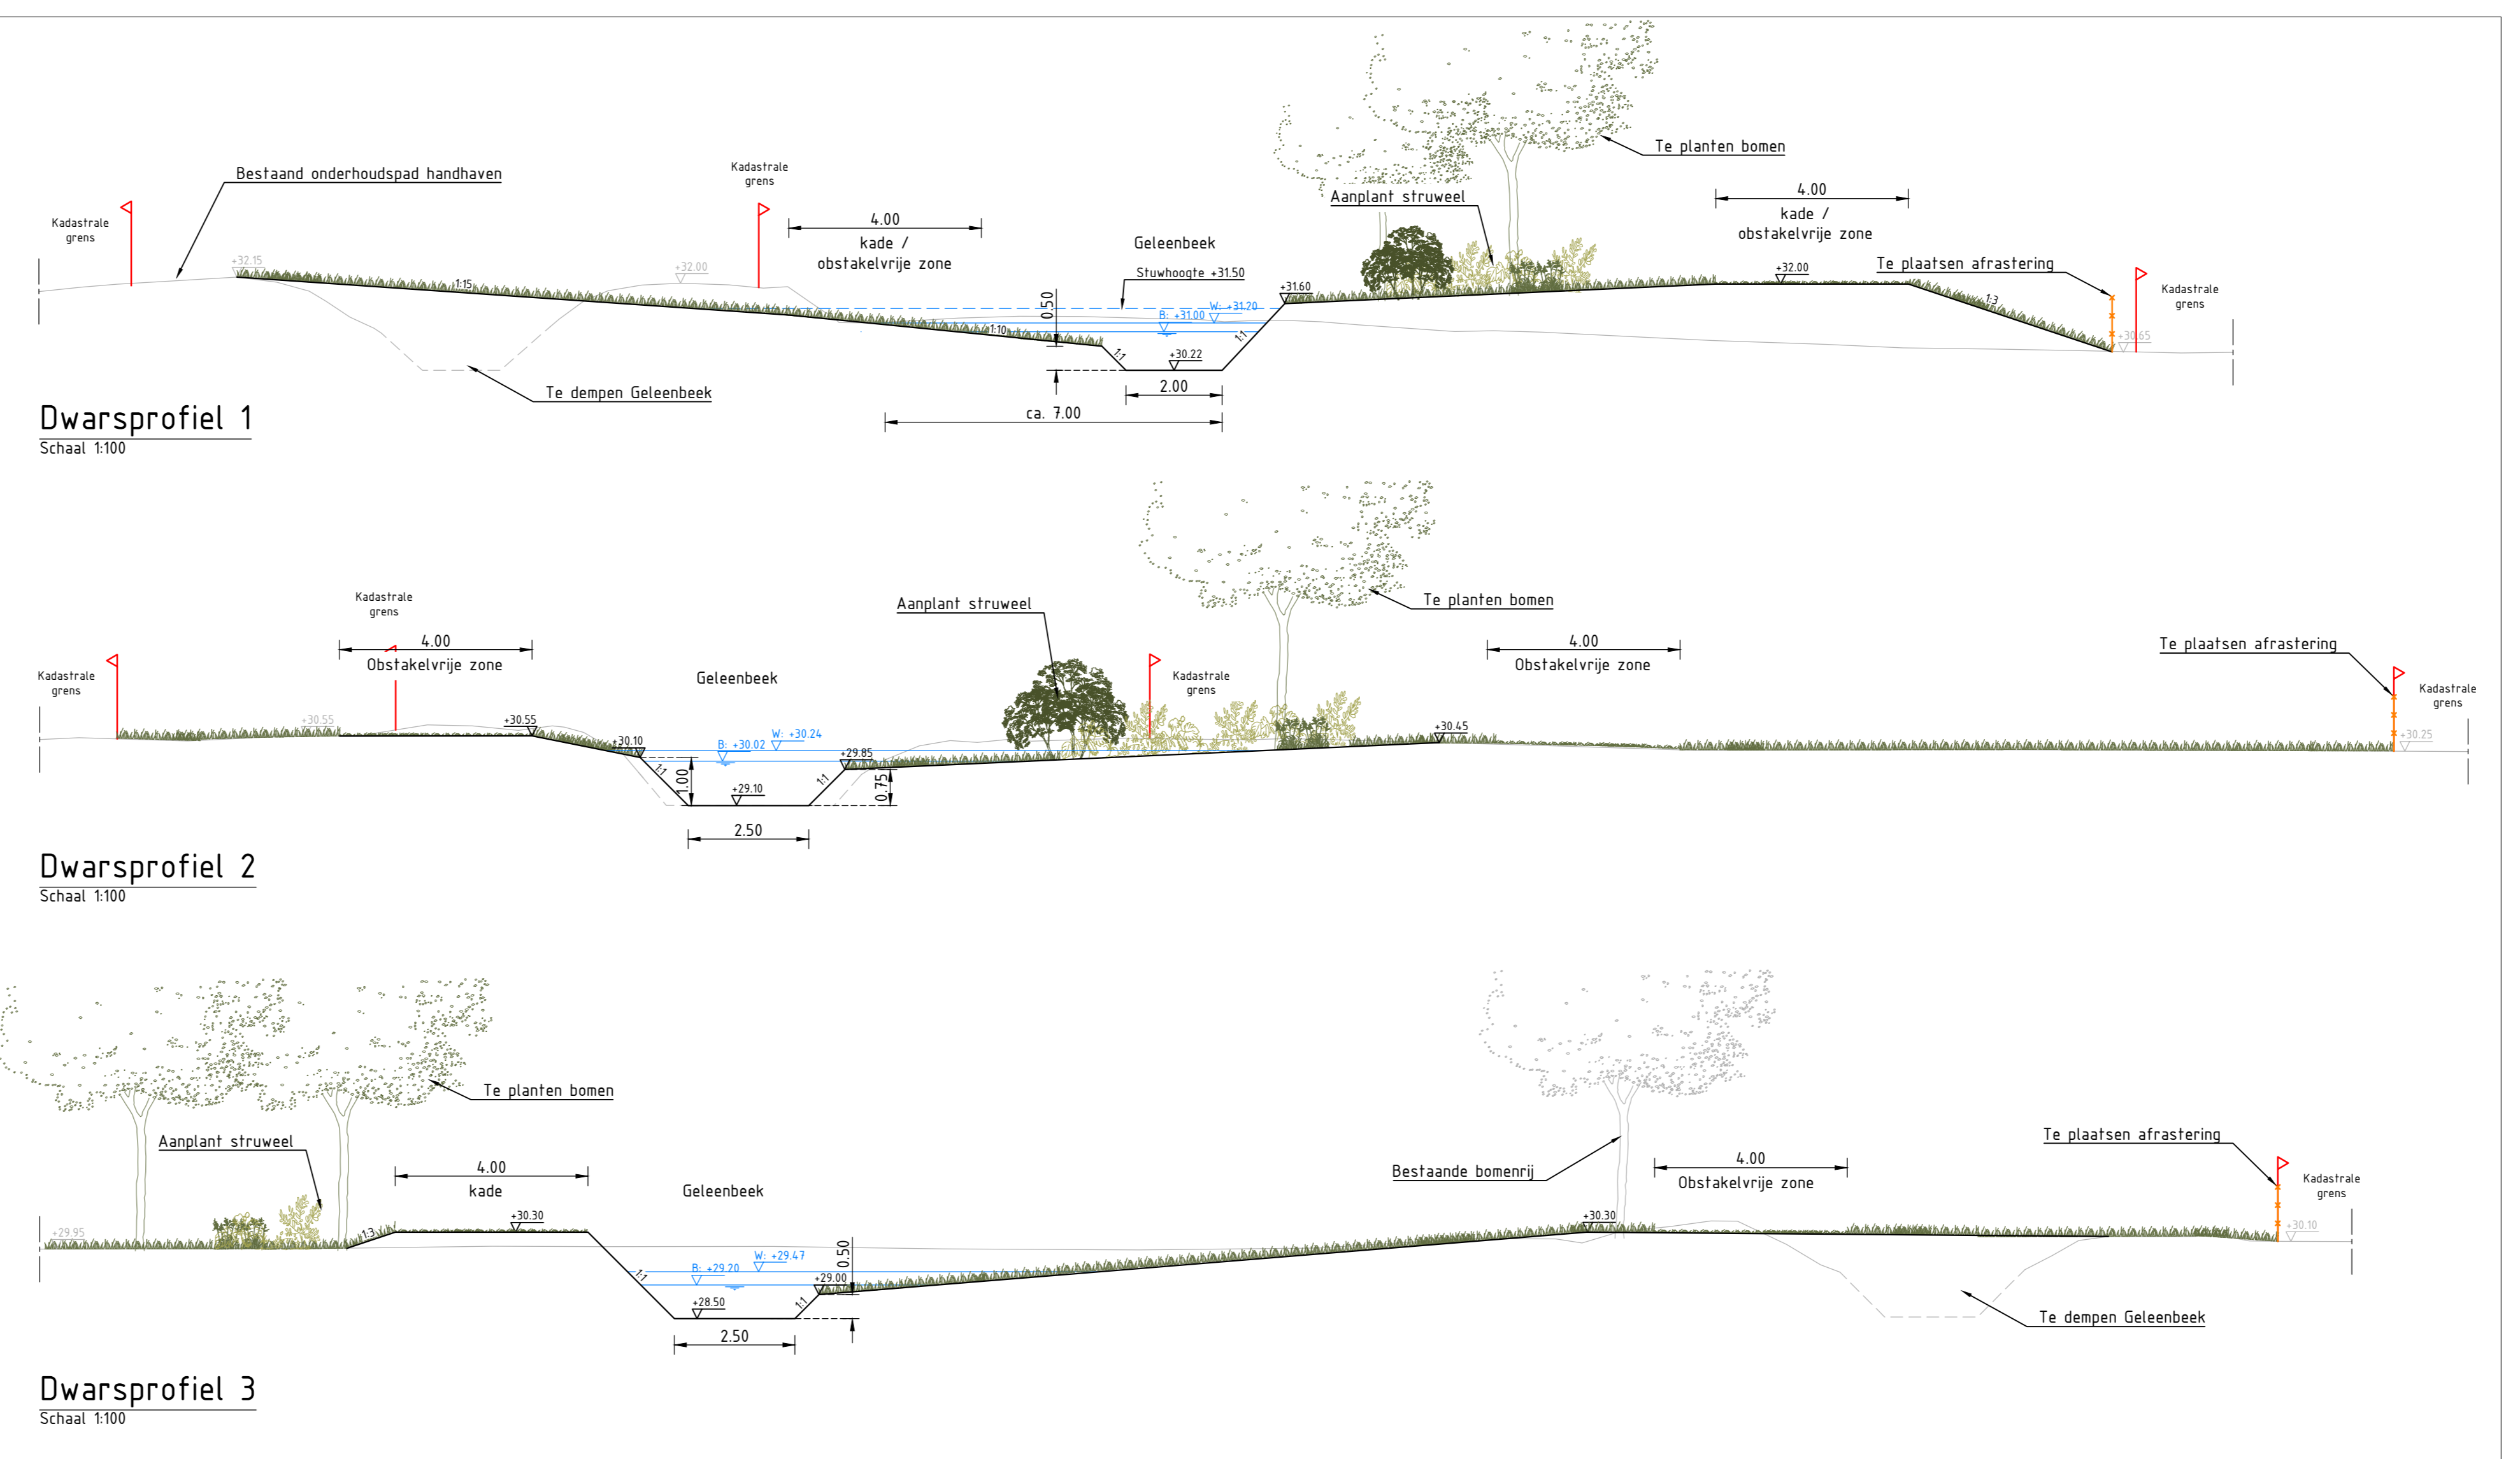 Te planten bomen
Bestaand onderhoudspad handhaven
Kadastrale
grens
4.00
Aanplant struweel
kade /
obstakelvrije zone
Kadastrale
grens
4.00
kade /
obstakelvrije zone
Geleenbeek
Te plaatsen afrastering
+32.15
+32.00
Stuwhoogte +31.50
+32.00
Kadastrale
grens
1:15
0.50
W: +31.20
B: +31.00
+31.60
1:3
1:10
1:1
1:1
+30.22
+30.65
Te dempen Geleenbeek
2.00
ca. 7.00
Dwarsprofiel 1
Schaal 1:100
Kadastrale
grens
Aanplant struweel
Te planten bomen
4.00
Obstakelvrije zone
4.00
Obstakelvrije zone
Te plaatsen afrastering
Kadastrale
grens
Geleenbeek
Kadastrale
grens
Kadastrale
grens
+30.55
+30.55
+30.10
B: +30.02
W: +30.24
+29.85
+30.45
+30.25
1:1
1.00
1:1
0.75
+29.10
2.50
Dwarsprofiel 2
Schaal 1:100
Te planten bomen
Aanplant struweel
4.00
kade
Geleenbeek
Bestaande bomenrij
4.00
Obstakelvrije zone
Te plaatsen afrastering
Kadastrale
grens
+29.95
1:3
+30.30
+30.30
+30.10
W: +29.47
B: +29.20
0.50
1:1
+29.00
1:1
+28.50
2.50
Te dempen Geleenbeek
Dwarsprofiel 3
Schaal 1:100